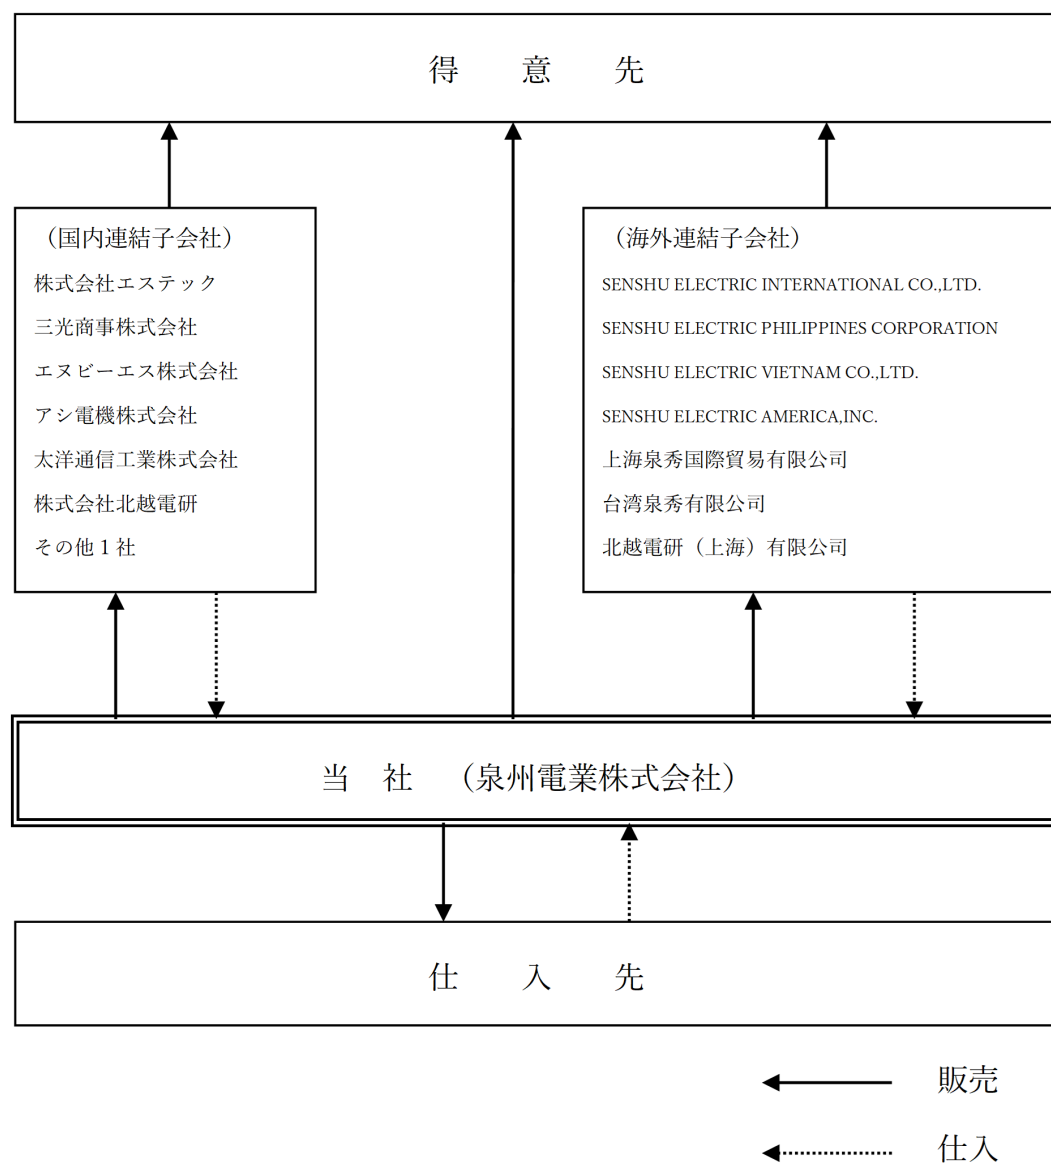 得　意　先
（国内連結子会社）
株式会社エステック
三光商事株式会社
エヌビーエス株式会社
アシ電機株式会社
太洋通信工業株式会社
株式会社北越電研
その他１社
（海外連結子会社）
SENSHU ELECTRIC INTERNATIONAL CO.,LTD.
SENSHU ELECTRIC PHILIPPINES CORPORATION
SENSHU ELECTRIC VIETNAM CO.,LTD.
SENSHU ELECTRIC AMERICA,INC.
上海泉秀国際貿易有限公司
台湾泉秀有限公司
北越電研（上海）有限公司
当　社　（泉州電業株式会社）
仕　入　先
販売
仕入